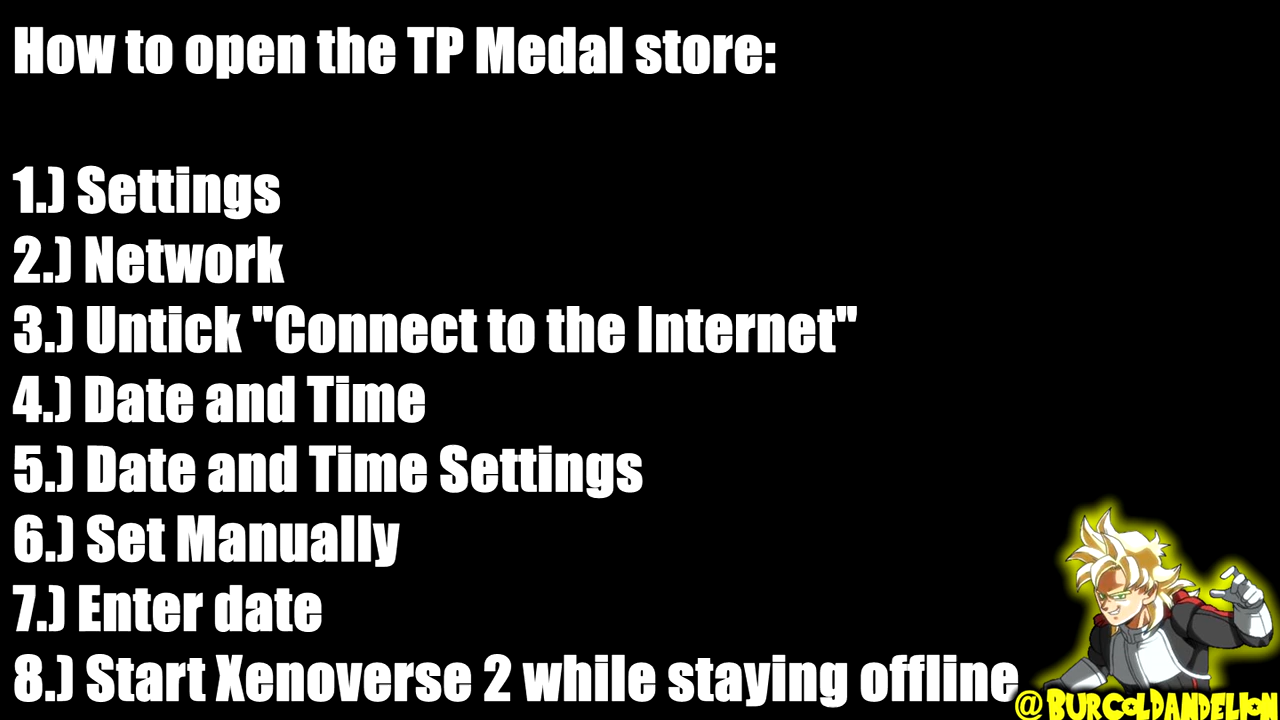 How to open the TP Medal store:
1.) Settings
2.) Network
3.) Untick "Connect to the Internet"
4.) Date and Time
5.) Date and Time Settings
6.) Set Manually
7.) Enter date
8.) Start Xenoverse 2 while staying offline
@BURCOLDANDELION